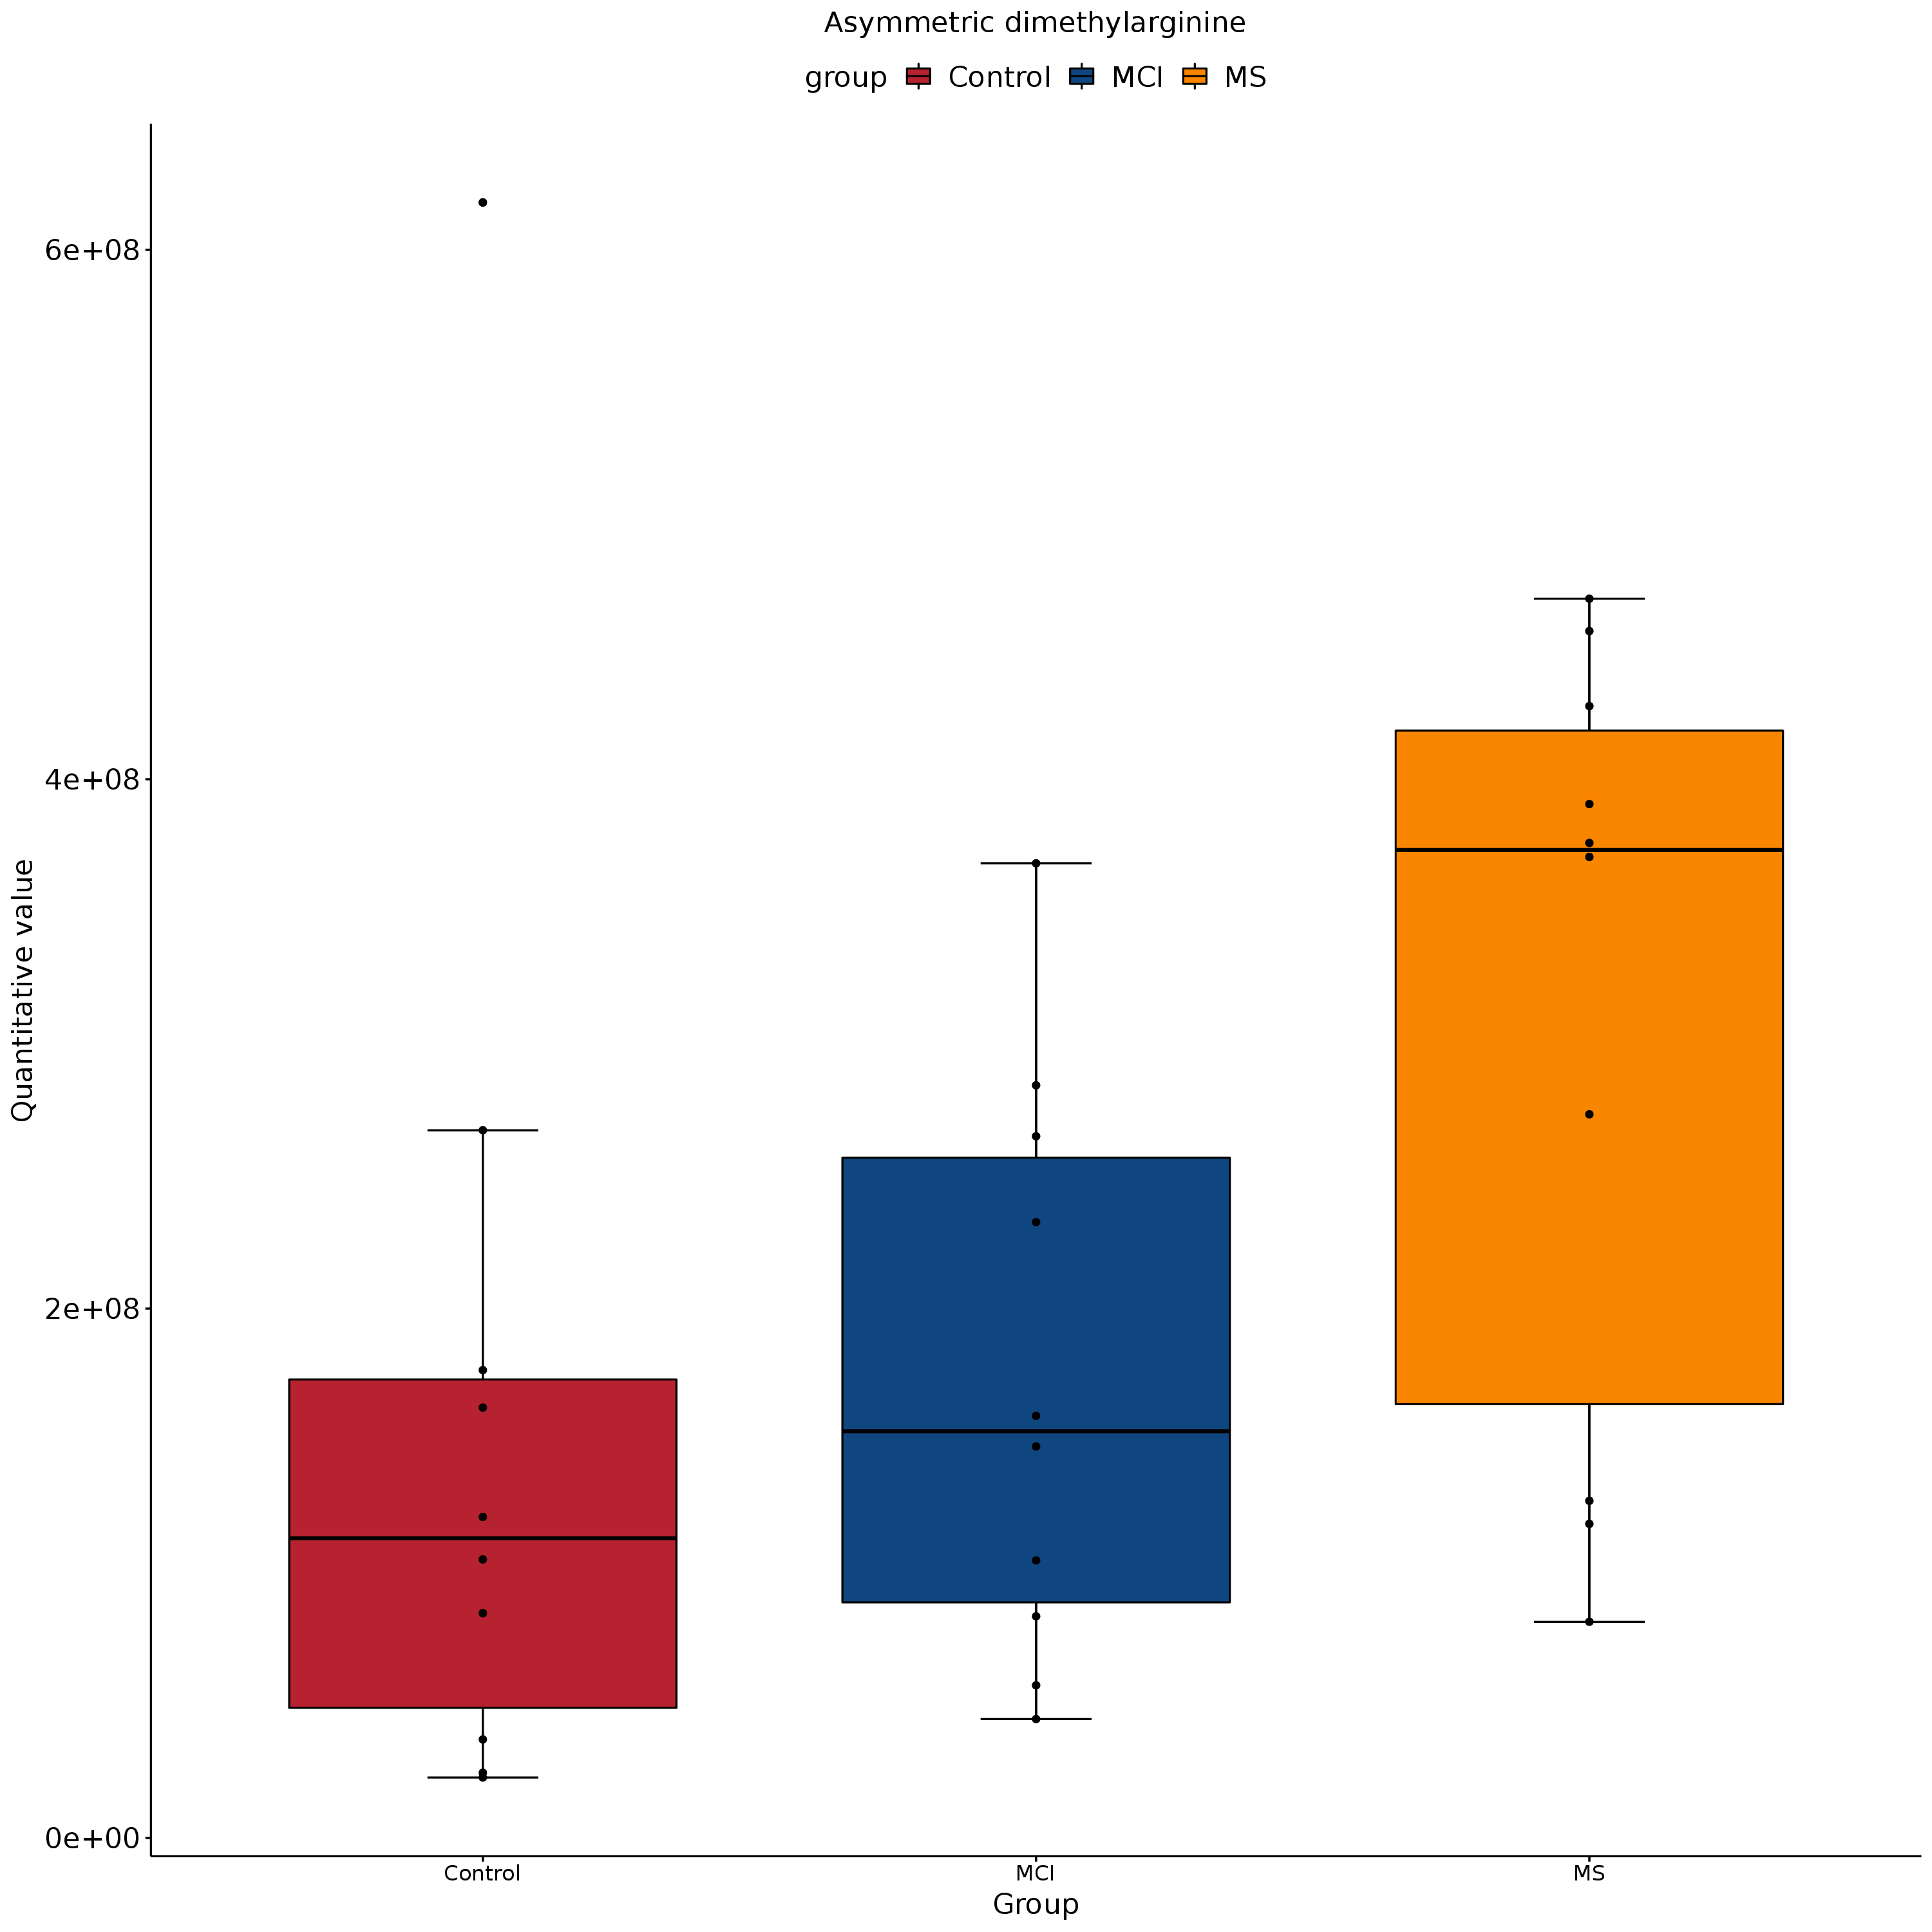 Asymmetric dimethylarginine
group Control MCI MS
6e+08
4e+08
2e+08
0e+00
Quantitative value
Control MCI MS
Group